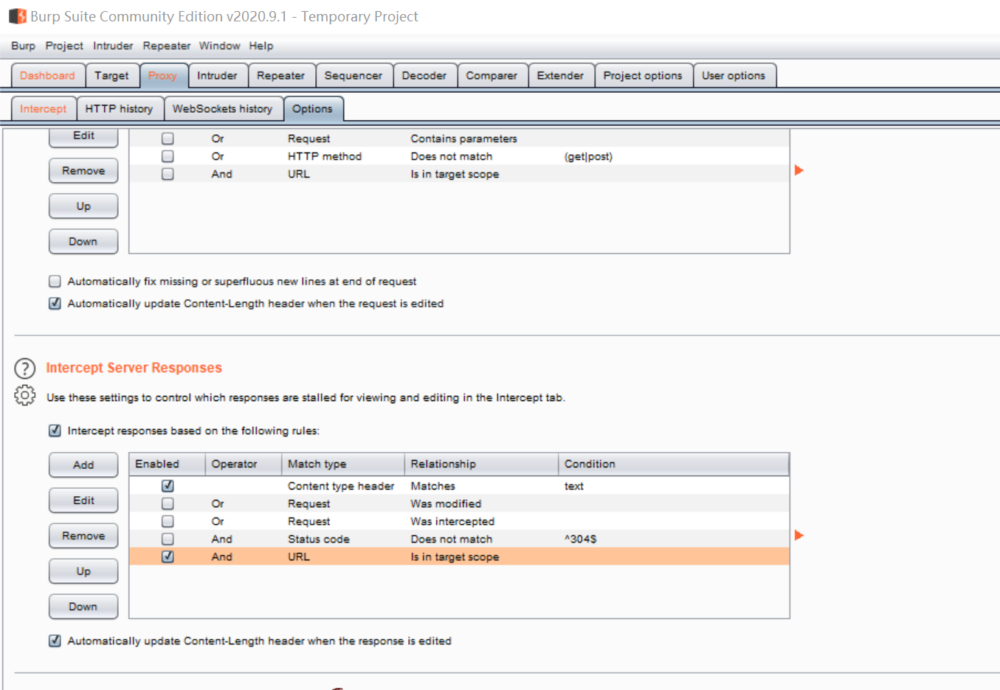 Burp Suite Community Edition v2020.9.1 - Temporary Project
Burp Project Intruder Repeater Window Help
Dashboard Target Proxy Intruder Repeater Sequencer Decoder Comparer Extender Project options User options
Intercept HTTP history WebSockets history Options
Edit Or Request Contains parameters
Or HTTP method Does not match (get|post)
Remove And URL Is in target scope
Up
Down
Automatically fix missing or superfluous new lines at end of request
Automatically update Content-Length header when the request is edited
? Intercept Server Responses
Use these settings to control which responses are stalled for viewing and editing in the Intercept tab.
Intercept responses based on the following rules:
Add Enabled Operator Match type Relationship Condition
Content type header Matches text
Edit Or Request Was modified
Or Request Was intercepted
Remove And Status code Does not match ^304$
And URL Is in target scope
Up
Down
Automatically update Content-Length header when the response is edited